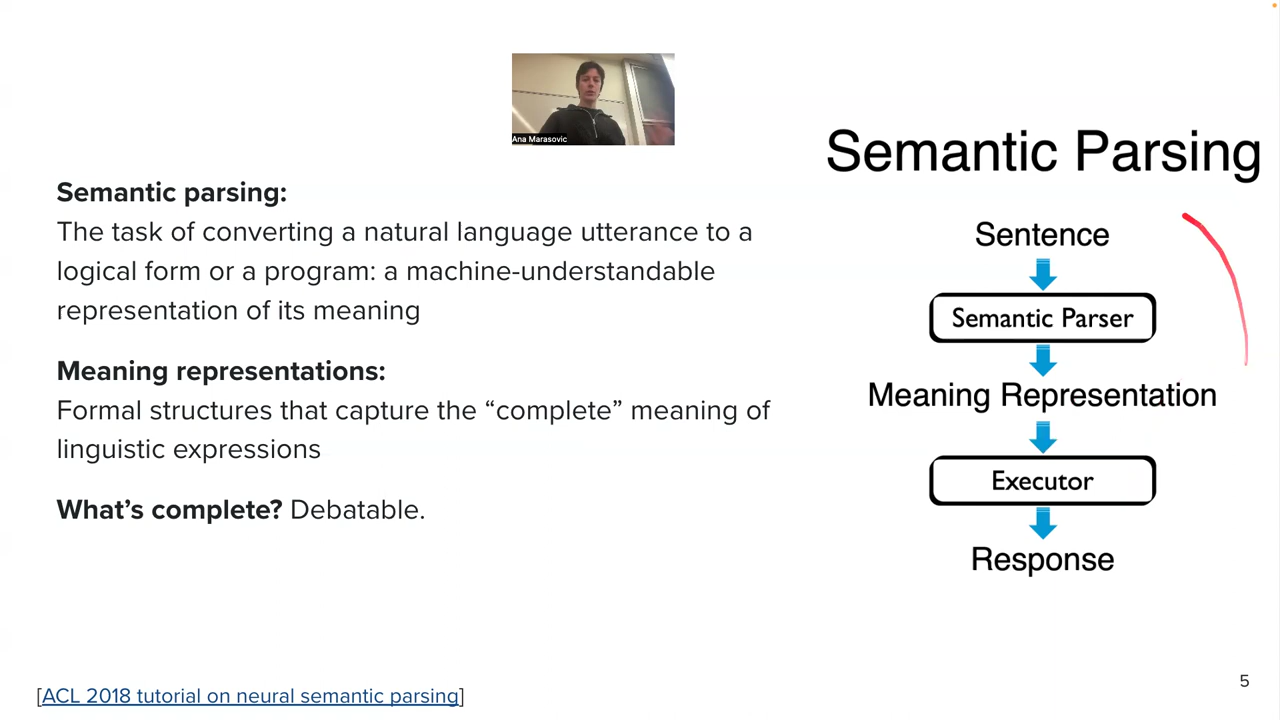 Ana Marasovic
Semantic Parsing
Semantic parsing:
The task of converting a natural language utterance to a
logical form or a program: a machine-understandable
representation of its meaning
Meaning representations:
Formal structures that capture the “complete” meaning of
linguistic expressions
What’s complete? Debatable.
Sentence
Semantic Parser
Meaning Representation
Executor
Response
[ACL 2018 tutorial on neural semantic parsing]
5